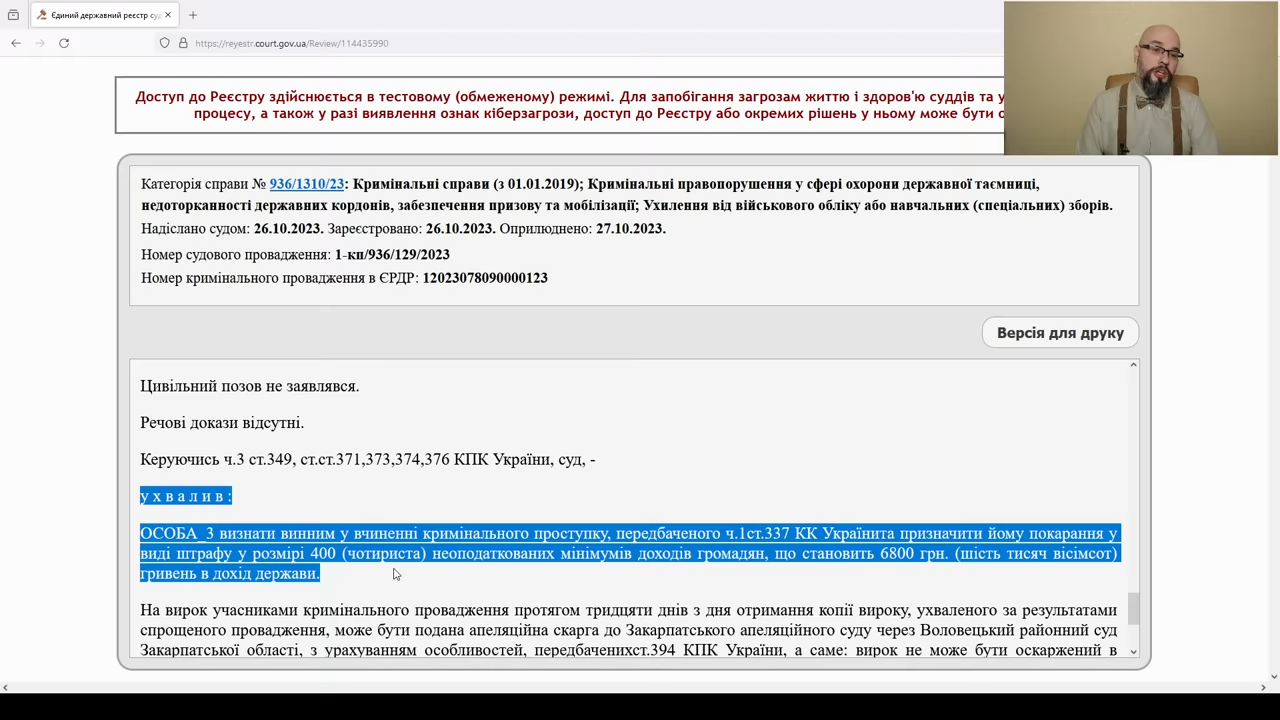 Єдиний державний реєстр суд
https://reyestr.court.gov.ua/Review/114435990
Доступ до Реєстру здійснюється в тестовому (обмеженому) режимі. Для запобігання загрозам життю і здоров'ю суддів та у
процесу, а також у разі виявлення ознак кіберзагрози, доступ до Реєстру або окремих рішень у ньому може бути о
Категорія справи № 936/1310/23: Кримінальні справи (з 01.01.2019); Кримінальні правопорушення у сфері охорони державної таємниці,
недоторканності державних кордонів, забезпечення призову та мобілізації; Ухилення від військового обліку або навчальних (спеціальних) зборів.
Надіслано судом: 26.10.2023. Зареєстровано: 26.10.2023. Оприлюднено: 27.10.2023.
Номер судового провадження: 1-кп/936/129/2023
Номер кримінального провадження в ЄРДР: 12023078090000123
Версія для друку
Цивільний позов не заявлявся.
Речові докази відсутні.
Керуючись ч.3 ст.349, ст.ст.371,373,374,376 КПК України, суд, -
у х в а л и в :
ОСОБА_3 визнати винним у вчиненні кримінального проступку, передбаченого ч.1ст.337 КК Українита призначити йому покарання у
виді штрафу у розмірі 400 (чотириста) неоподаткованих мінімумів доходів громадян, що становить 6800 грн. (шість тисяч вісімсот)
гривень в дохід держави.
На вирок учасниками кримінального провадження протягом тридцяти днів з дня отримання копії вироку, ухваленого за результатами
спрощеного провадження, може бути подана апеляційна скарга до Закарпатського апеляційного суду через Воловецький районний суд
Закарпатської області, з урахуванням особливостей, передбаченихст.394 КПК України, а саме: вирок не може бути оскаржений в